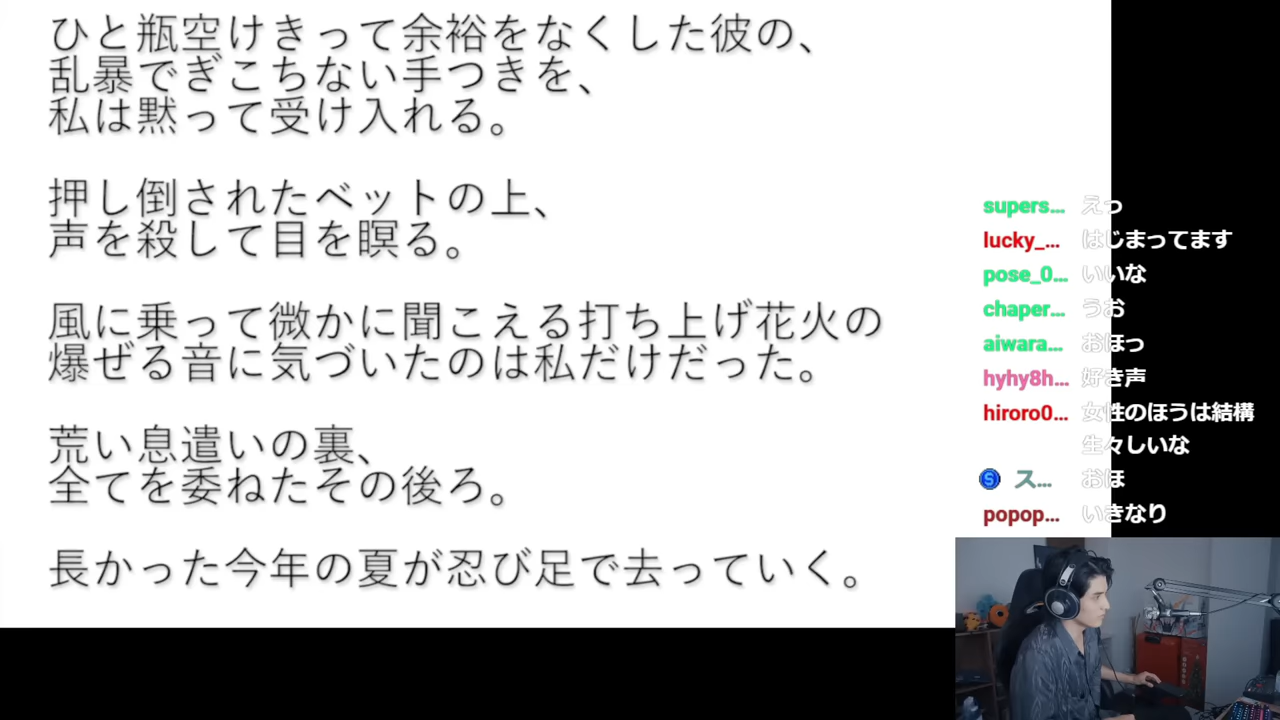 ひと瓶空けきって余裕をなくした彼の、
乱暴でぎこちない手つきを、
私は黙って受け入れる。
押し倒されたベットの上、
声を殺して目を瞑る。
風に乗って微かに聞こえる打ち上げ花火の
爆ぜる音に気づいたのは私だけだった。
荒い息遣いの裏、
全てを委ねたその後ろ。
長かった今年の夏が忍び足で去っていく。
supers... えっ
lucky_... はじまってます
pose_0... いいな
chaper... うお
aiwara... おほっ
hyhy8h... 好き声
hiroro0... 女性のほうは結構
生々しいな
S ス... おほ
popop... いきなり